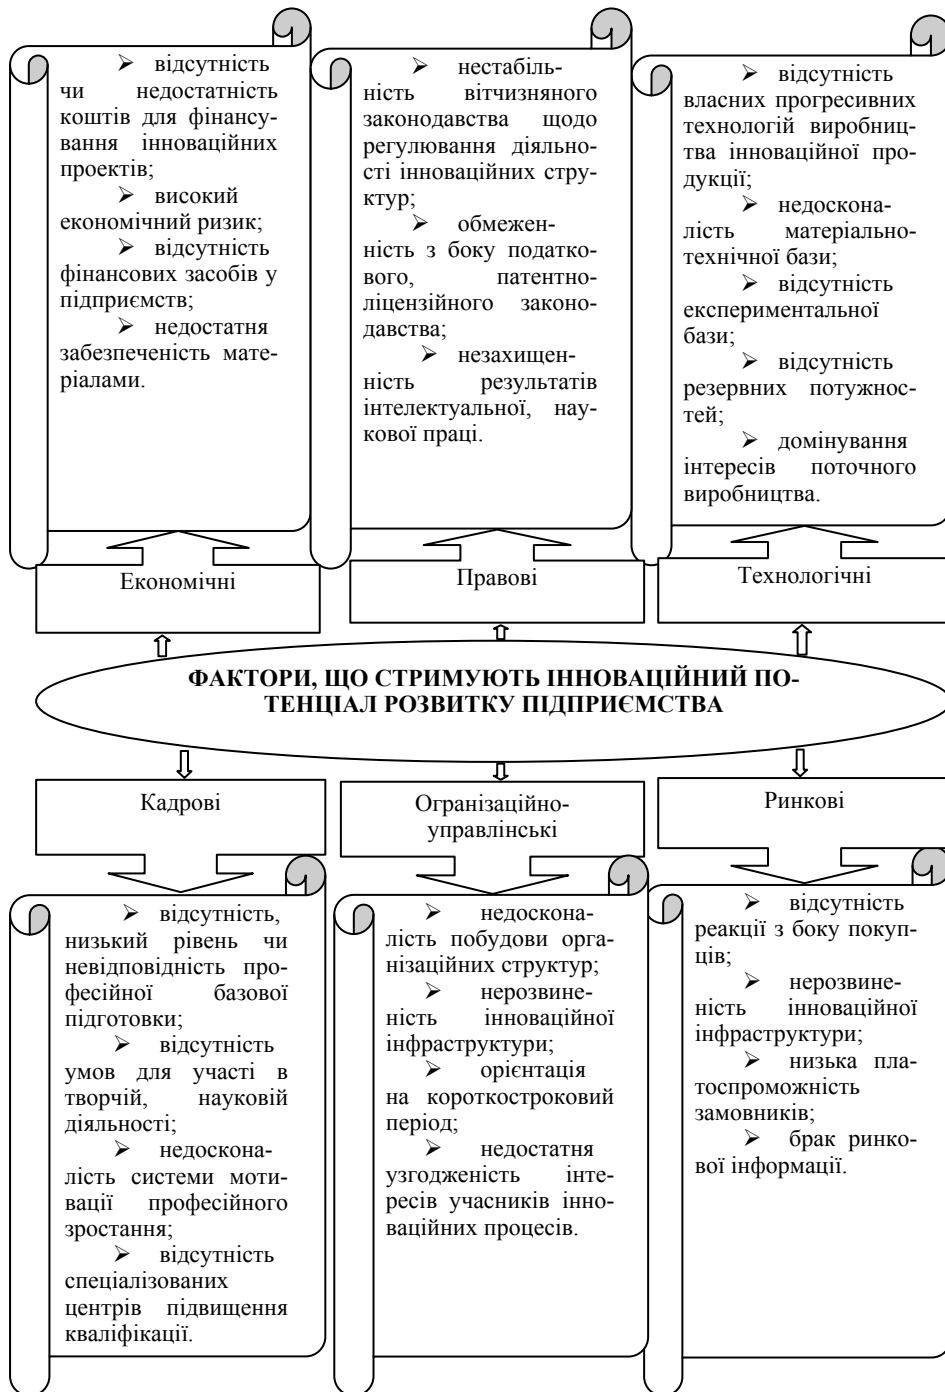 ➢ відсутність
чи недостатність
коштів для фінансу-
вання інноваційних
проектів;
➢ високий
економічний ризик;
➢ відсутність
фінансових засобів у
підприємств;
➢ недостатня
забезпеченість мате-
ріалами.
➢ нестабіль-
ність вітчизняного
законодавства щодо
регулювання діяльно-
сті інноваційних стру-
ктур;
➢ обмежен-
ність з боку податко-
вого, патентно-
ліцензійного законо-
давства;
➢ незахищен-
ність результатів
інтелектуальної, нау-
кової праці.
➢ відсутність
власних прогресивних
технологій виробниц-
тва інноваційної про-
дукції;
➢ недоскона-
лість матеріально-
технічної бази;
➢ відсутність
експериментальної
бази;
➢ відсутність
резервних потужнос-
тей;
➢ домінування
інтересів поточного
виробництва.
Економічні
Правові
Технологічні
ФАКТОРИ, ЩО СТРИМУЮТЬ ІННОВАЦІЙНИЙ ПО-
ТЕНЦІАЛ РОЗВИТКУ ПІДПРИЄМСТВА
Кадрові
Огранізаційно-
управлінські
Ринкові
➢ відсутність,
низький рівень чи
невідповідність про-
фесійної базової
підготовки;
➢ відсутність
умов для участі в
творчій, науковій
діяльності;
➢ недоскона-
лість системи моти-
вації професійного
зростання;
➢ відсутність
спеціалізованих
центрів підвищення
кваліфікації.
➢ недоскона-
лість побудови орга-
нізаційних структур;
➢ нерозвине-
ність інноваційної
інфраструктури;
➢ орієнтація
на короткостроковий
період;
➢ недостатня
узгодженість інте-
ресів учасників інно-
ваційних процесів.
➢ відсутність
реакції з боку покуп-
ців;
➢ нерозвине-
ність інноваційної
інфраструктури;
➢ низька пла-
тоспроможність
замовників;
➢ брак ринко-
вої інформації.